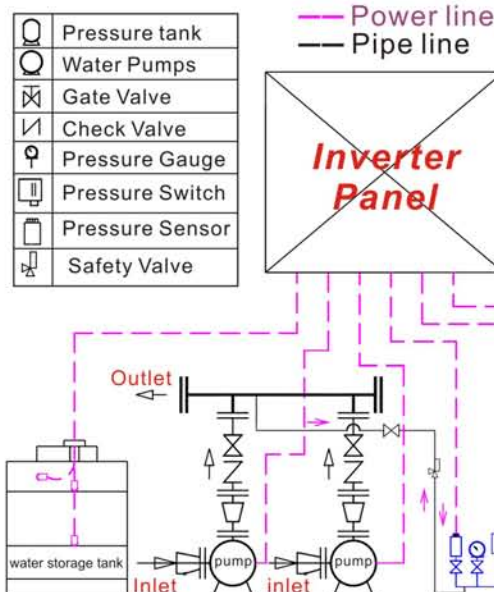 Power line
Pipe line
Pressure tank
Water Pumps
Gate Valve
Check Valve
Pressure Gauge
Pressure Switch
Pressure Sensor
Safety Valve
Inverter
Panel
Outlet
water storage tank
pump
pump
Inlet
inlet